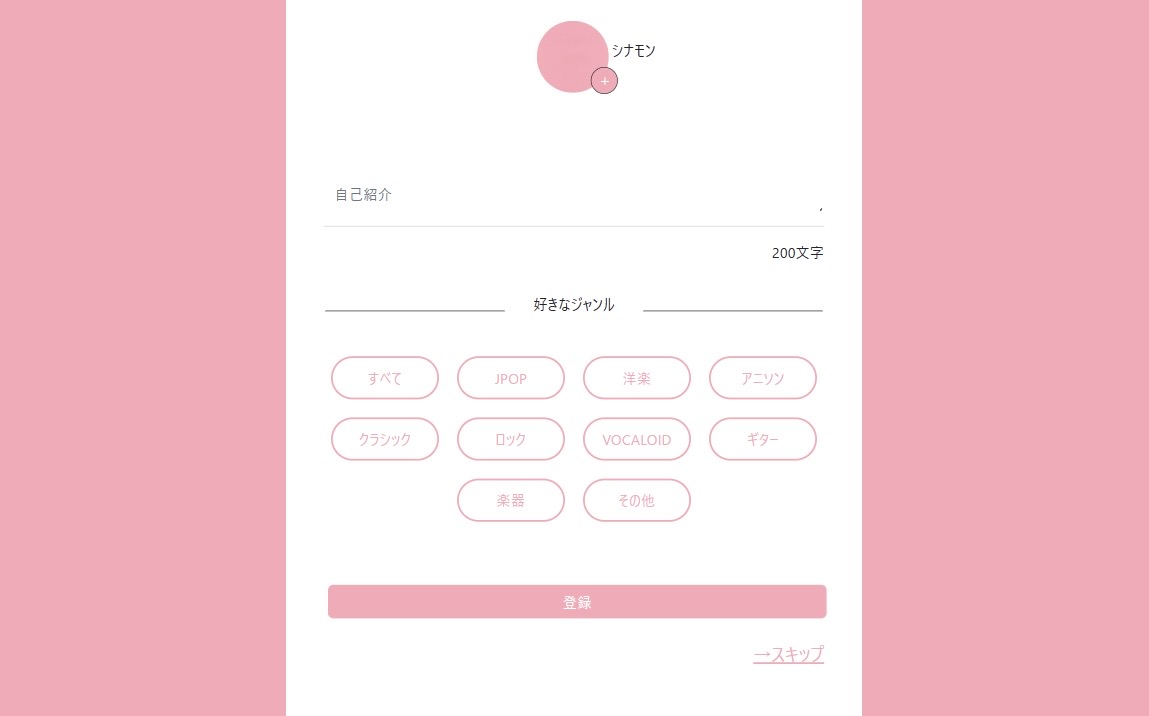 シナモン
+
自己紹介
200文字
好きなジャンル
すべて JPOP 洋楽 アニソン
クラシック ロック VOCALOID ギター
楽器 その他
登録
→スキップ